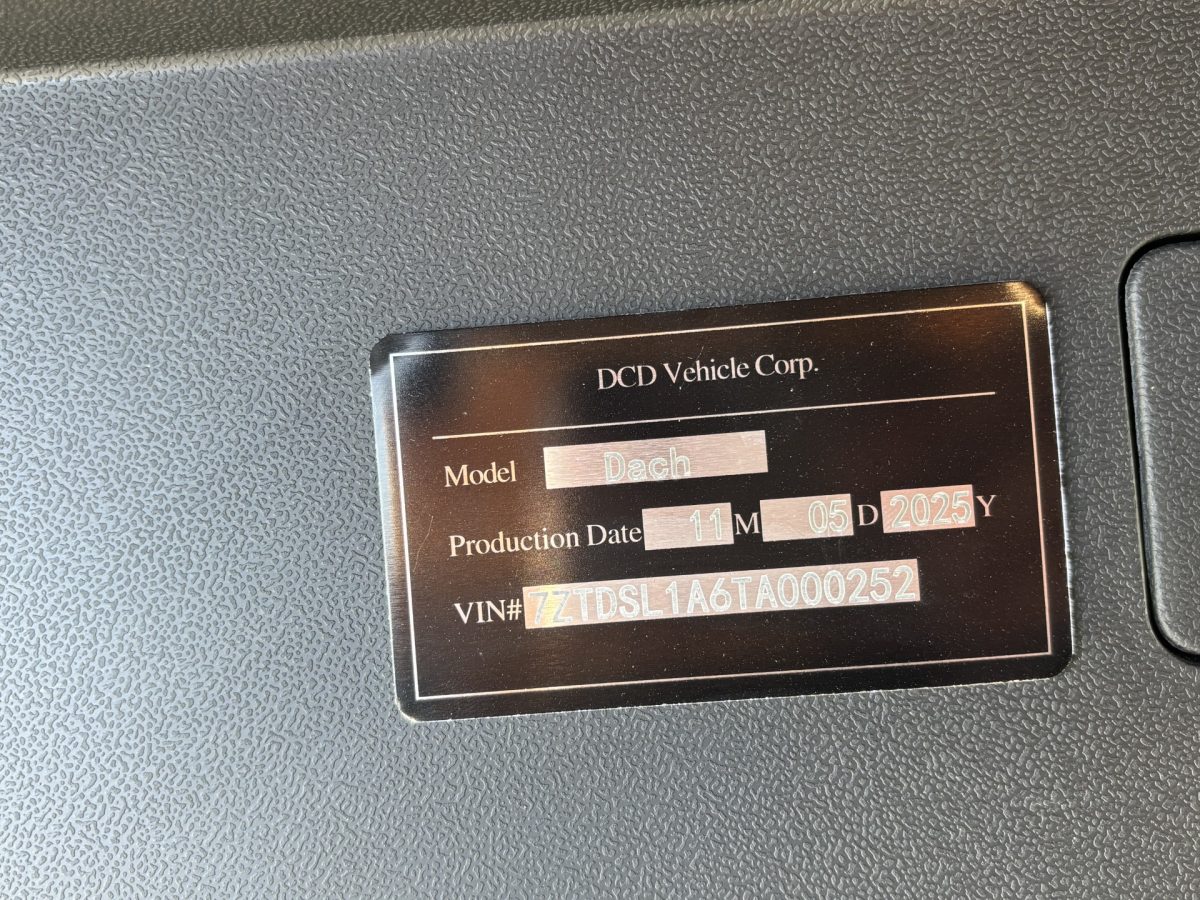 DCD Vehicle Corp.
Model Dach
Production Date 11 M 05 D 2025 Y
VIN# 7ZTDSL1A6TA000252